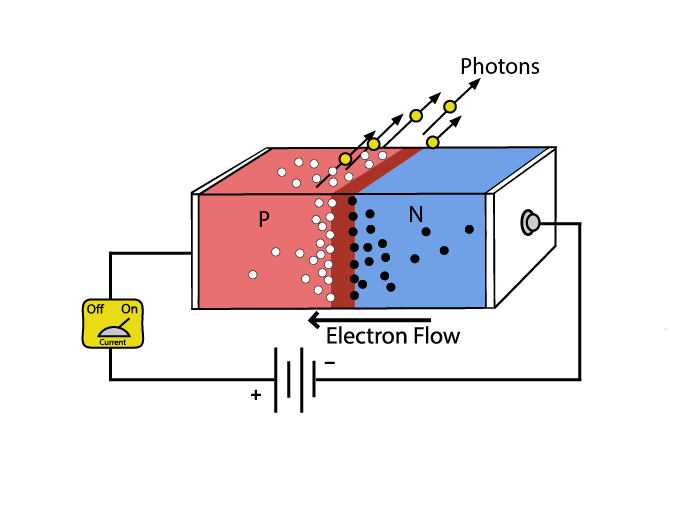 Photons
P
N
Off On
Current
Electron Flow
+
−